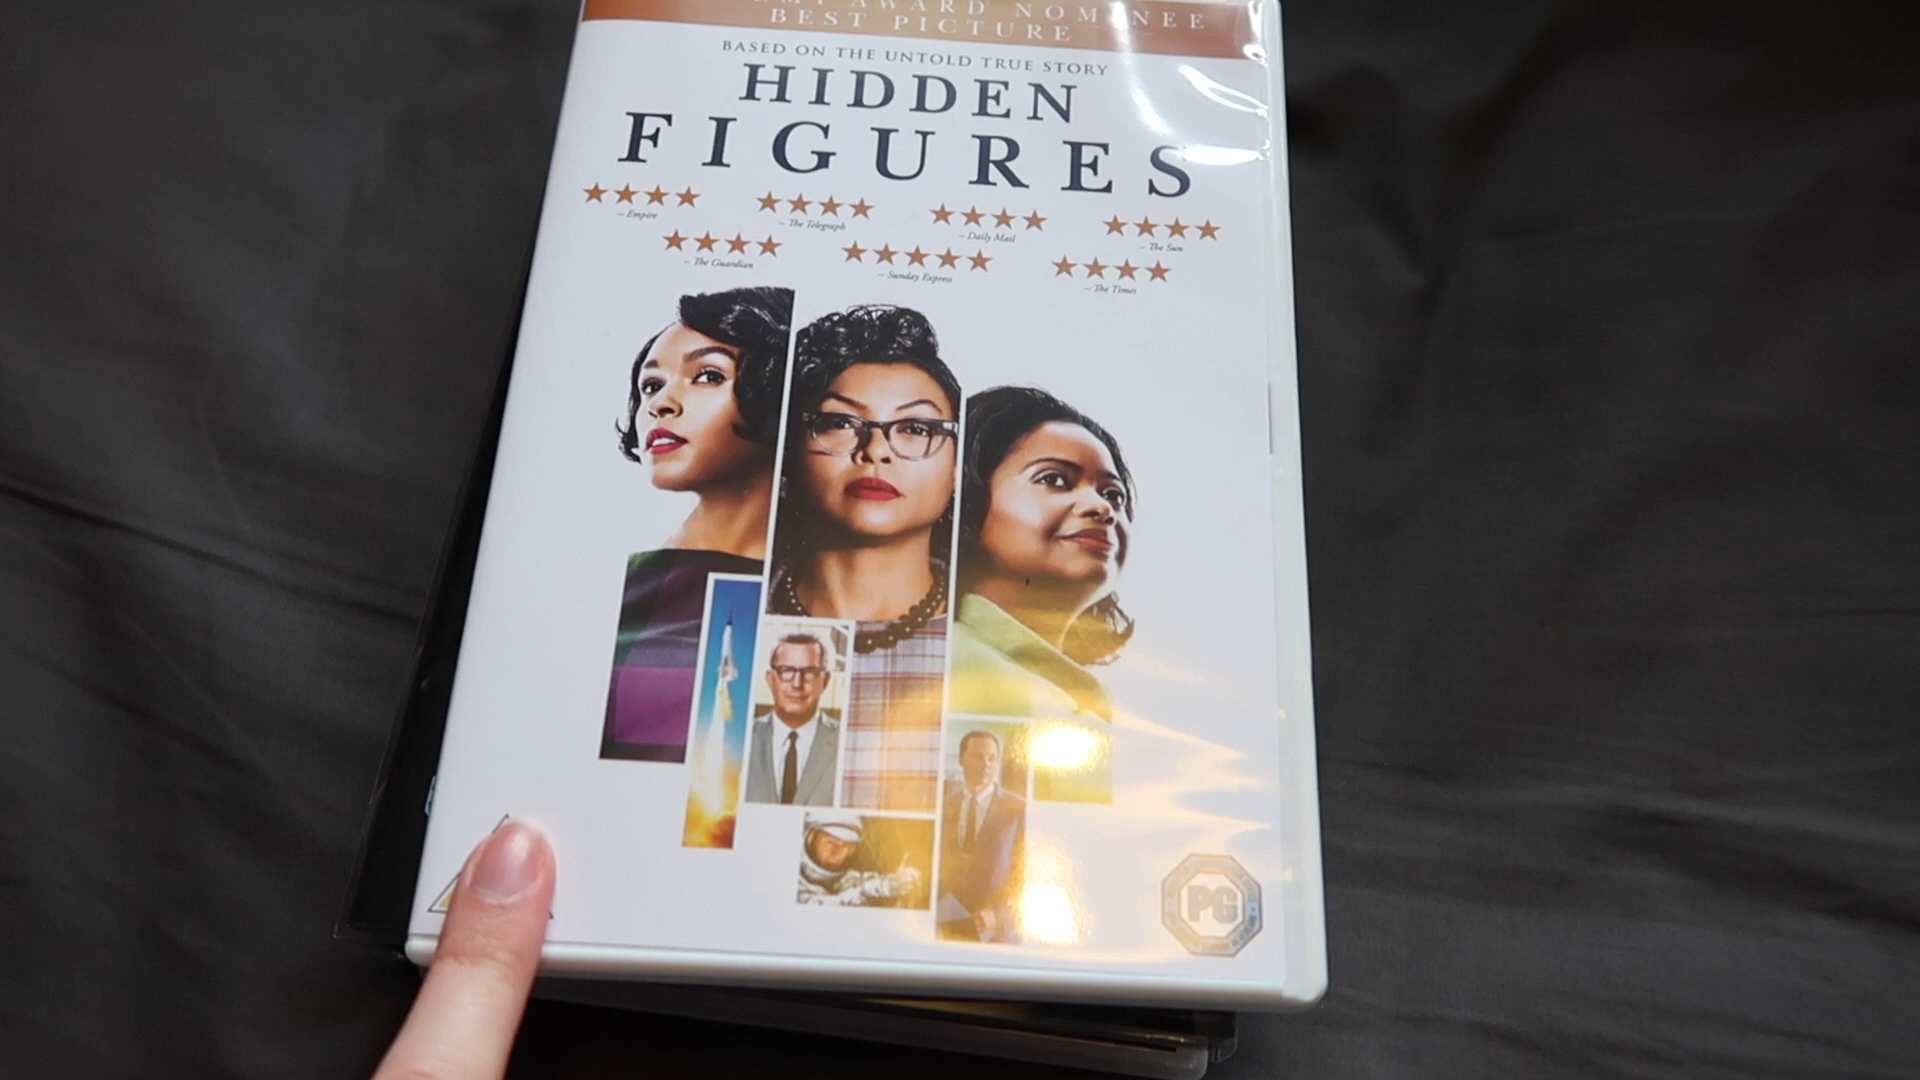 AWARD NOMINEE
BEST PICTURE
BASED ON THE UNTOLD TRUE STORY
HIDDEN
FIGURES
– Empire
– The Telegraph
– Daily Mail
– The Sun
– The Guardian
– Sunday Express
– The Times
PG